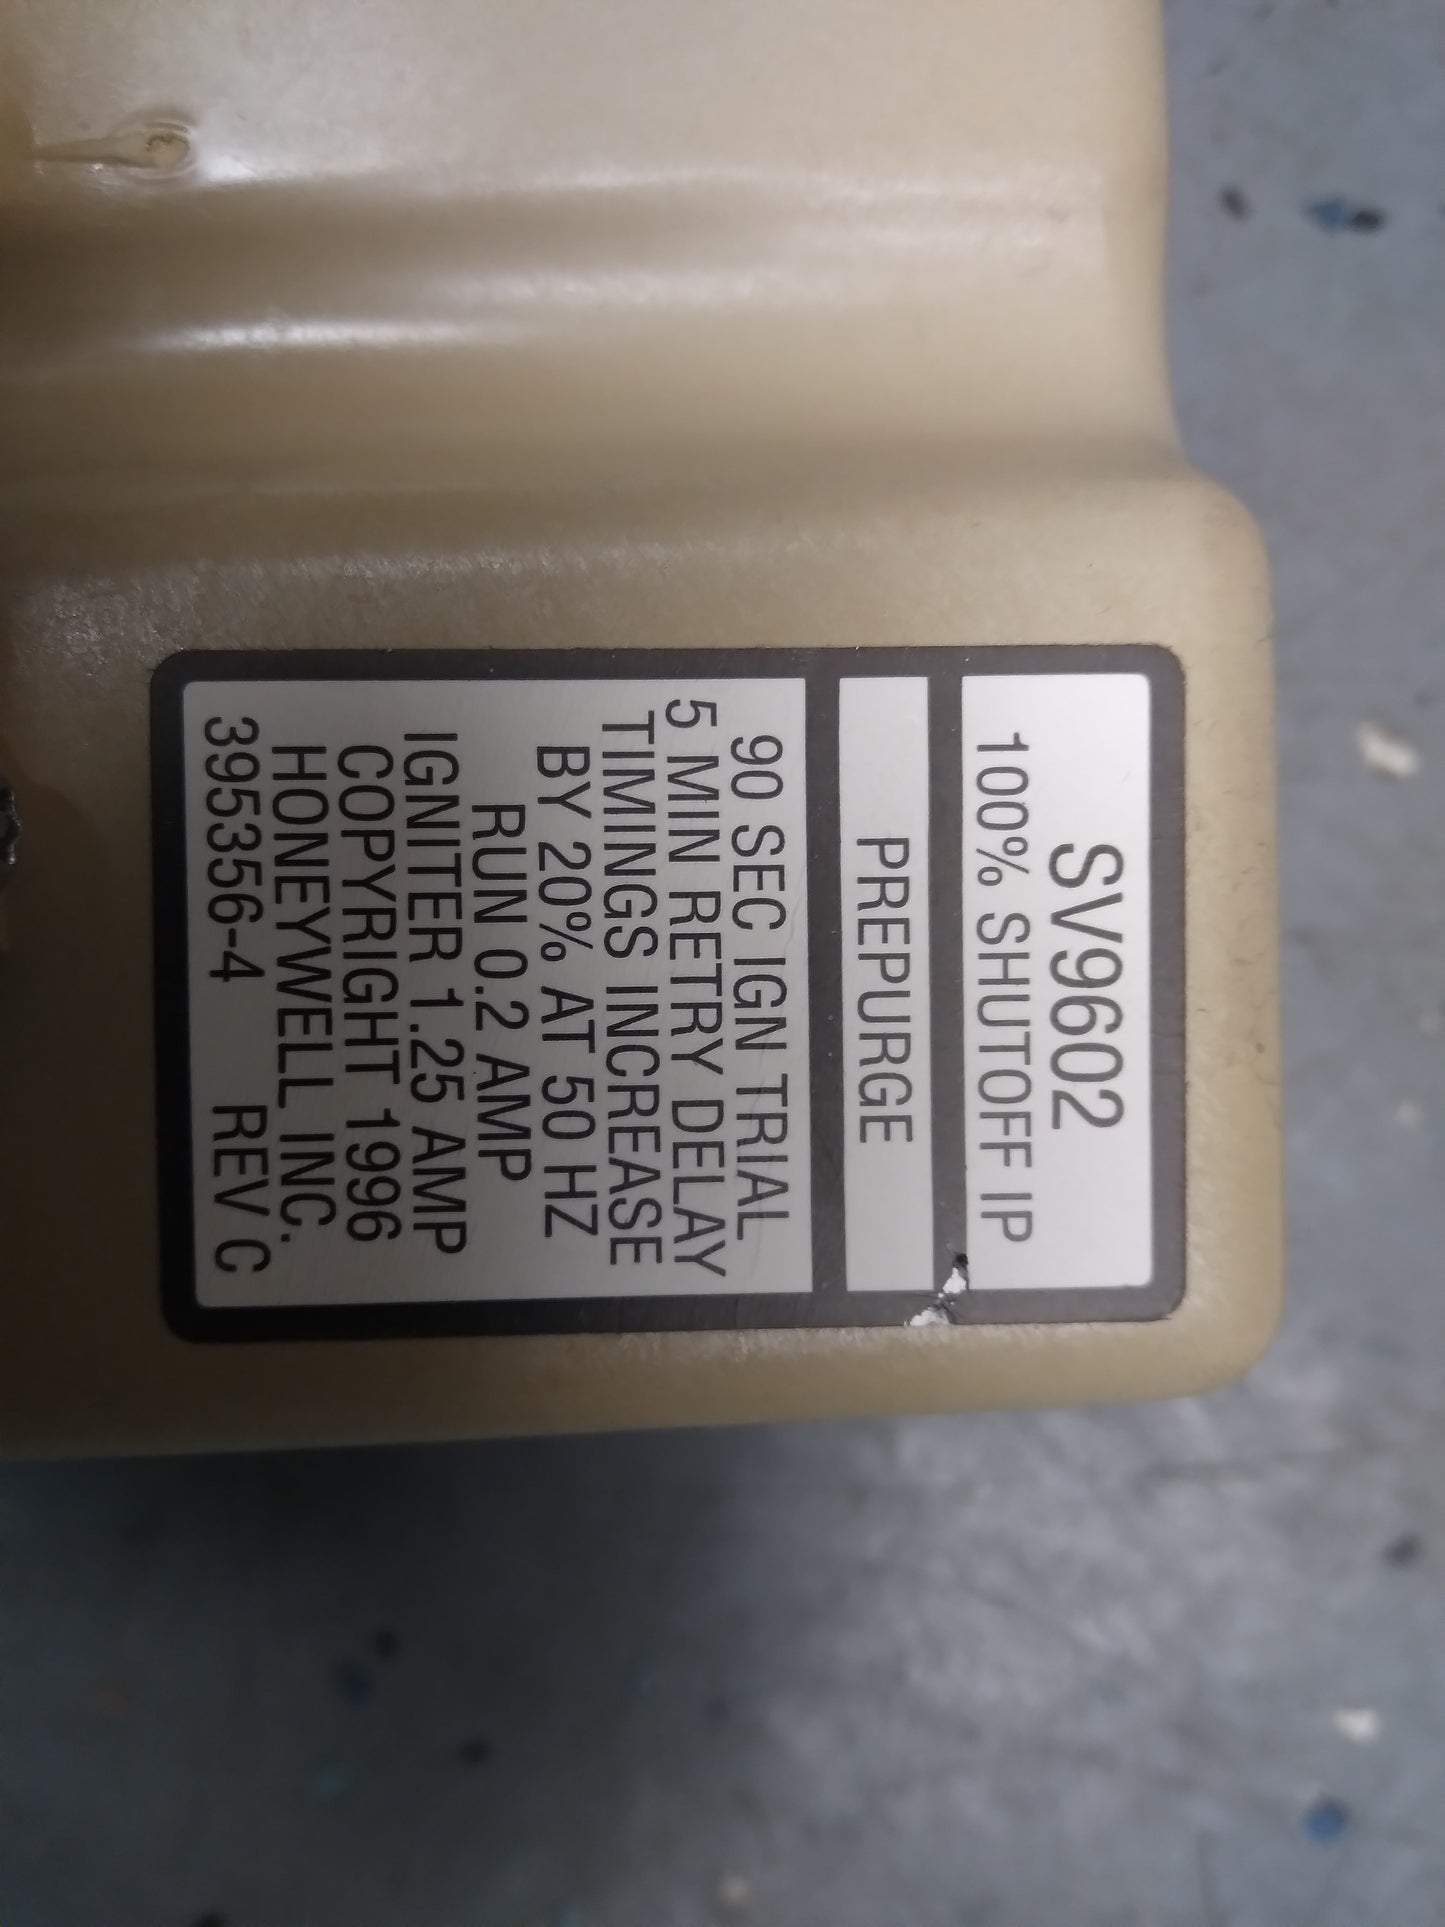 SV9602
100% SHUTOFF IP
PREPURGE
90 SEC IGN TRIAL
5 MIN RETRY DELAY
TIMINGS INCREASE
BY 20% AT 50 HZ
RUN 0.2 AMP
IGNITER 1.25 AMP
COPYRIGHT 1996
HONEYWELL INC.
395356-4 REV C